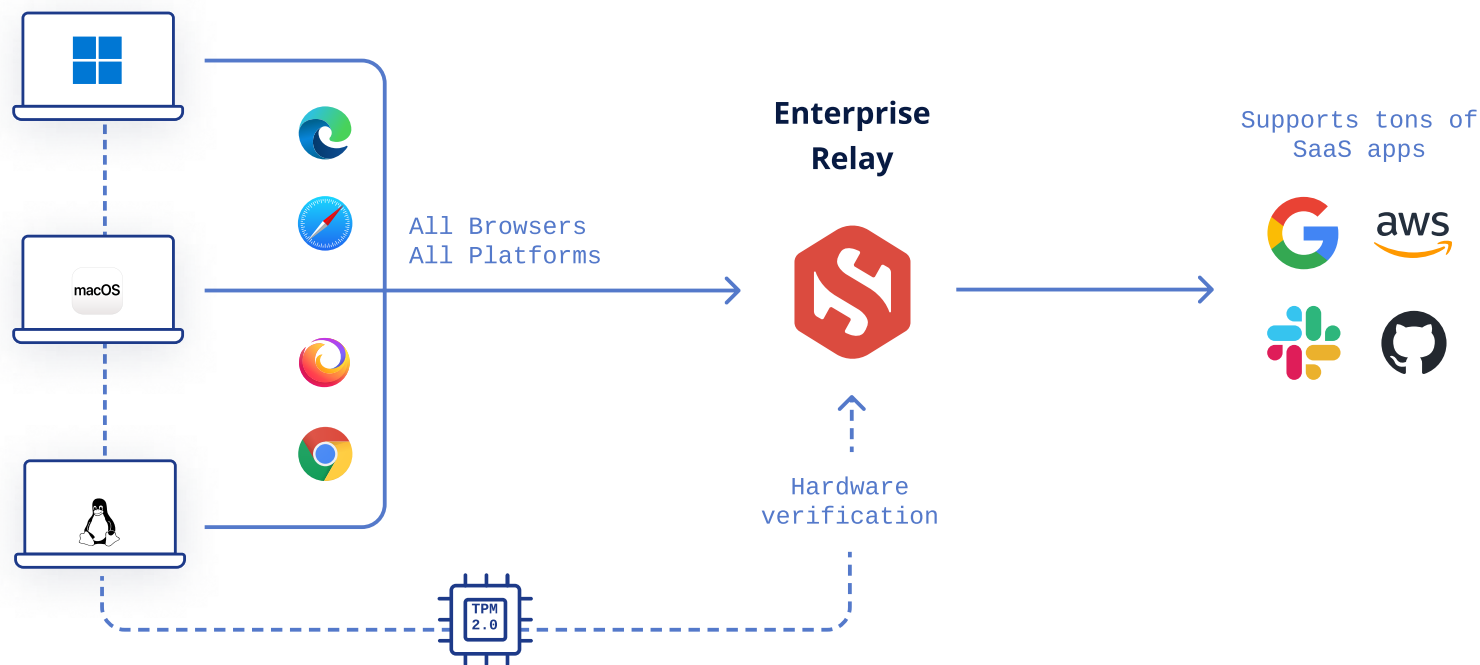 Enterprise
Relay
Supports tons of
SaaS apps
aws
All Browsers
All Platforms
macOS
Hardware
verification
TPM
2.0